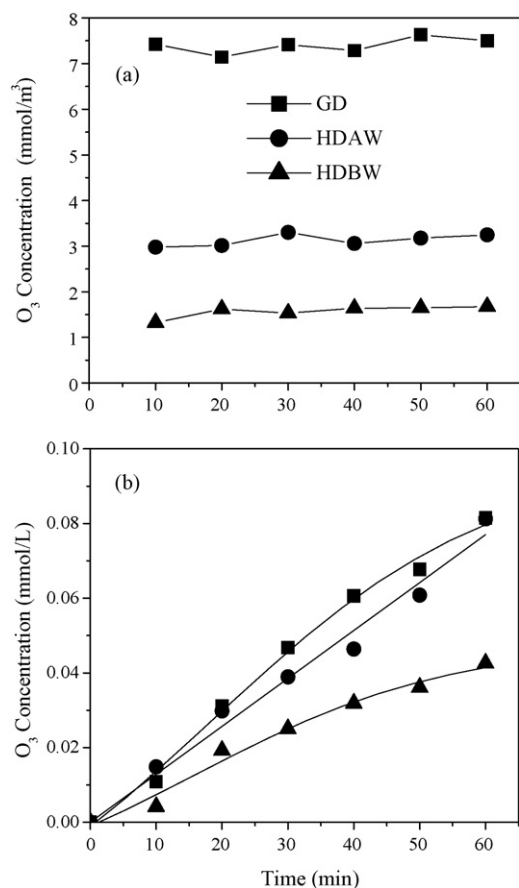 8
7
6
5
4
3
2
1
0
O3 Concentration (mmol/m3)
(a)
GD
HDAW
HDBW
0 10 20 30 40 50 60
0.10
0.08
0.06
0.04
0.02
0.00
O3 Concentration (mmol/L)
(b)
0 10 20 30 40 50 60
Time (min)